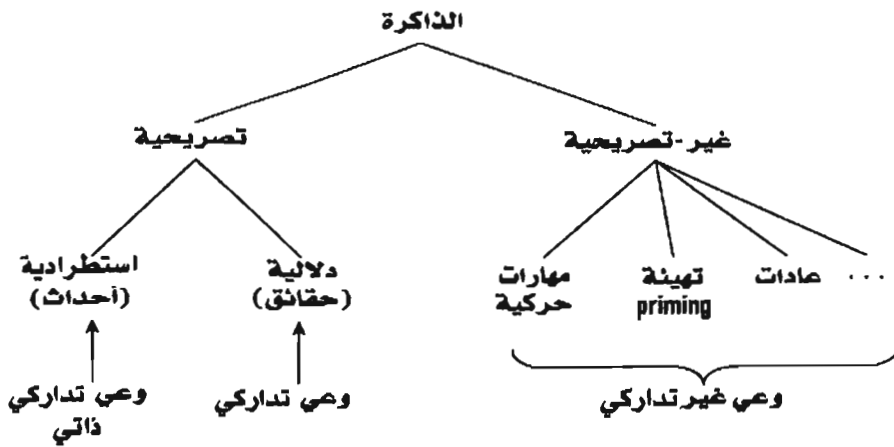 الذاكرة
تصريحية
غير-تصريحية
استطرادية
(أحداث)
دلالية
(حقائق)
مهارات
حركية
تهيئة
priming
عادات
...
وعي تداركي
ذاتي
وعي تداركي
وعي غير تداركي